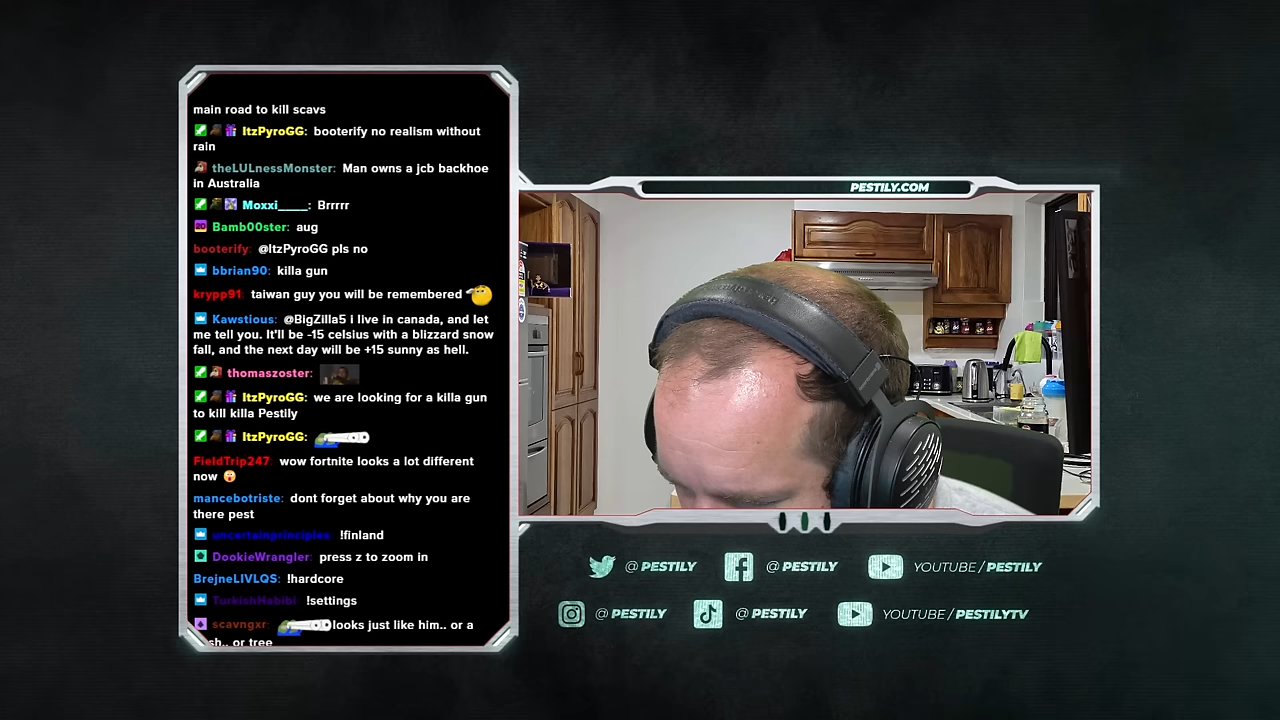 main road to kill scavs
ItzPyroGG: booterify no realism without
rain
theLULnessMonster: Man owns a jcb backhoe
in Australia
Moxxi____: Brrrrr
Bamb00ster: aug
booterify: @ItzPyroGG pls no
bbrian90: killa gun
krypp91: taiwan guy you will be remembered
Kawstious: @BigZilla5 i live in canada, and let
me tell you. It'll be -15 celsius with a blizzard snow
fall, and the next day will be +15 sunny as hell.
thomaszoster:
ItzPyroGG: we are looking for a killa gun
to kill killa Pestily
ItzPyroGG:
FieldTrip247: wow fortnite looks a lot different
now
mancebotriste: dont forget about why you are
there pest
uncertainprinciples: !finland
DookieWrangler: press z to zoom in
BrejneLIVLQS: !hardcore
TurkishHabibi: !settings
scavngxr: looks just like him.. or a
sh.. or tree
PESTILY.COM
@PESTILY
@PESTILY
YOUTUBE/PESTILY
@PESTILY
@PESTILY
YOUTUBE/PESTILYTV